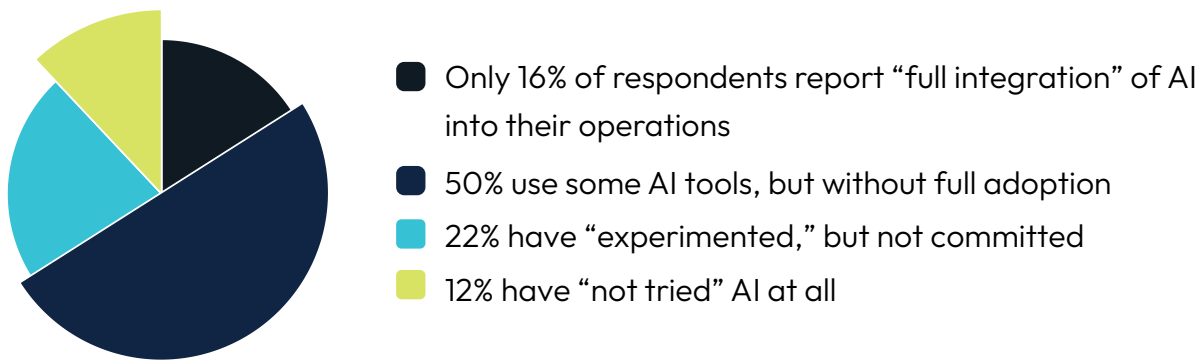 Only 16% of respondents report “full integration” of AI
into their operations
50% use some AI tools, but without full adoption
22% have “experimented,” but not committed
12% have “not tried” AI at all